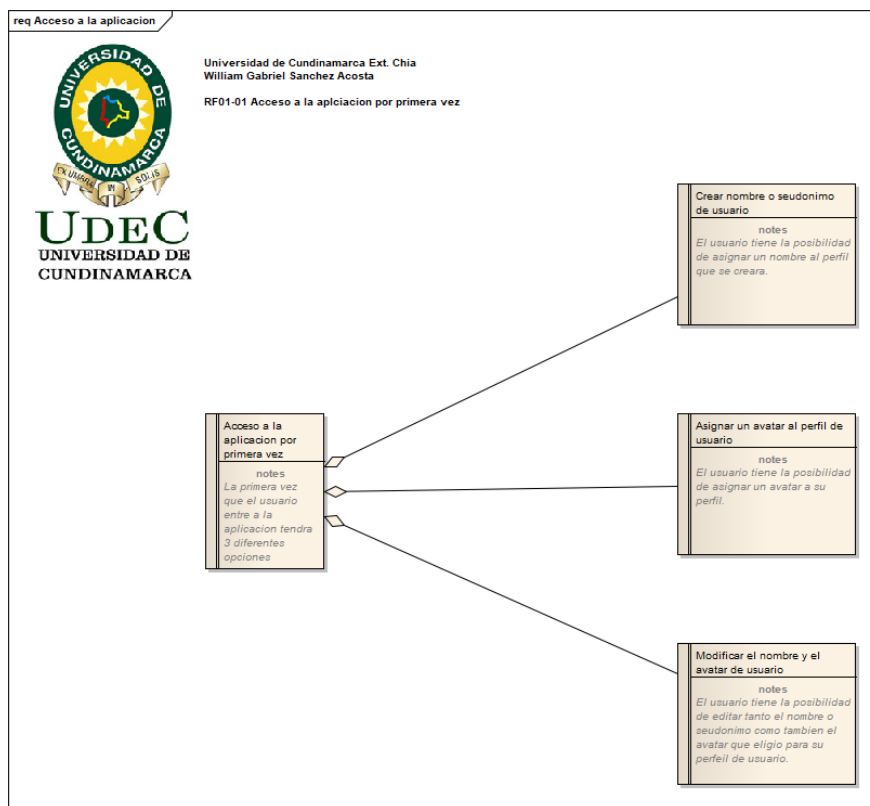 req Acceso a la aplicacion
UNIVERSIDAD DE
CUNDINAMARCA
UDEC
UNIVERSIDAD DE
CUNDINAMARCA
Universidad de Cundinamarca Ext. Chia
William Gabriel Sanchez Acosta
RF01-01 Acceso a la aplciacion por primera vez
Crear nombre o seudonimo
de usuario
notes
El usuario tiene la posibilidad
de asignar un nombre al perfil
que se creara.
Acceso a la
aplicacion por
primera vez
notes
La primera vez
que el usuario
entre a la
aplicacion tendra
3 diferentes
opciones
Asignar un avatar al perfil de
usuario
notes
El usuario tiene la posibilidad
de asignar un avatar a su
perfil.
Modificar el nombre y el
avatar de usuario
notes
El usuario tiene la posibilidad
de editar tanto el nombre o
seudonimo como tambien el
avatar que eligio para su
perfeil de usuario.